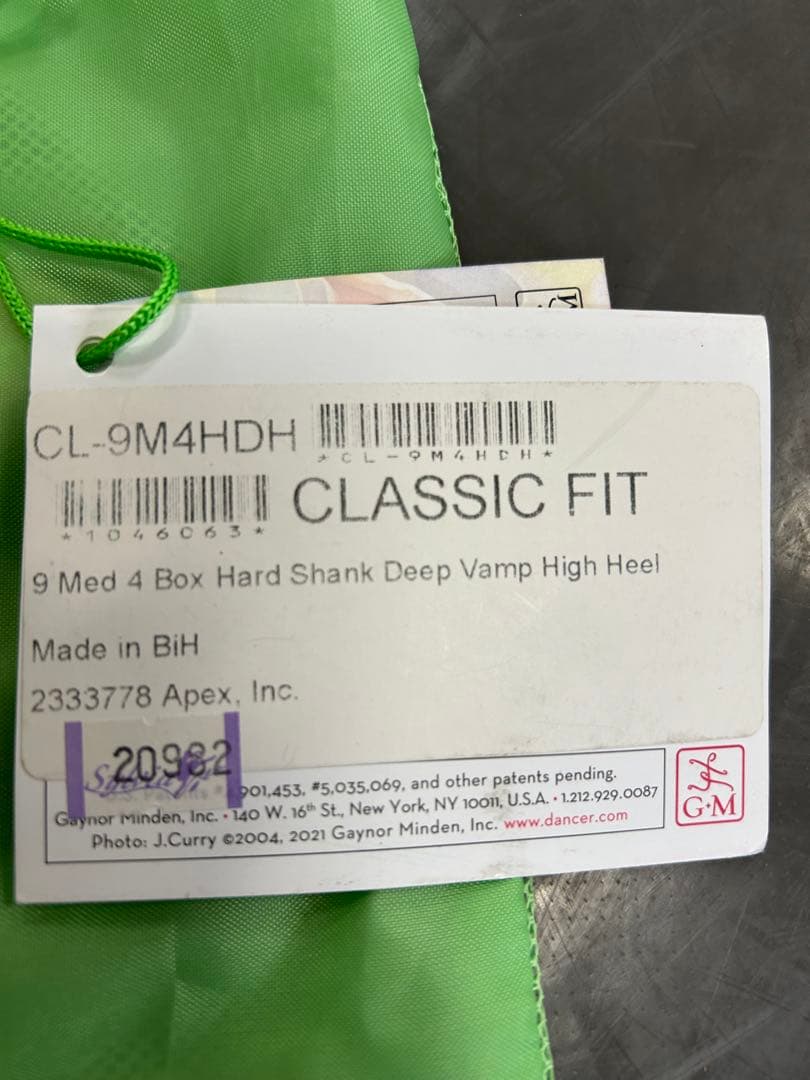 CL-9M4HDH
*CL-9M4HDH*
*1046063*
CLASSIC FIT
9 Med 4 Box Hard Shank Deep Vamp High Heel
Made in BiH
2333778 Apex, Inc.
20982
901,453, #5,035,069, and other patents pending.
Gaynor Minden, Inc. • 140 W. 16th St., New York, NY 10011, U.S.A. • 1.212.929.0087
Photo: J.Curry ©2004, 2021 Gaynor Minden, Inc. www.dancer.com
G•M